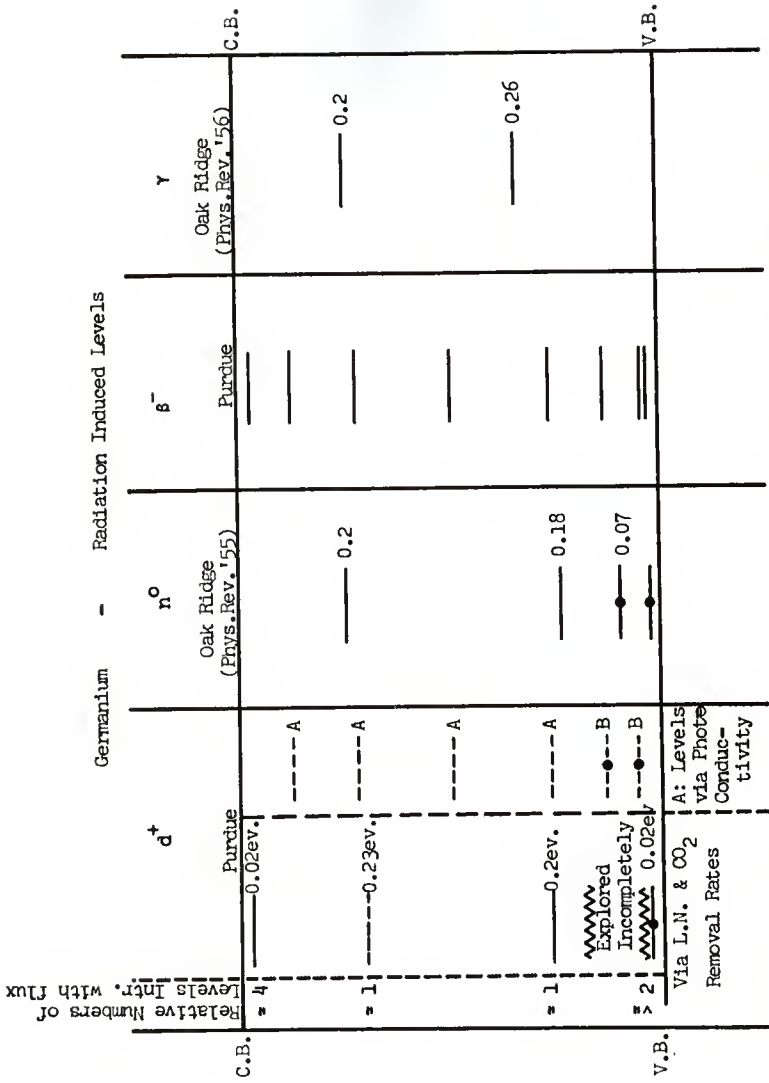 Germanium - Radiation Induced Levels
d+
n°
β⁻
γ
Purdue
Oak Ridge
(Phys.Rev.'55)
Purdue
Oak Ridge
(Phys.Rev.'56)
Relative Numbers of
Levels Intr. with flux
C.B.
C.B.
≈ 4
0.02ev.
A
0.23ev.
A
≈ 1
0.2
0.2
A
0.26
≈ 1
0.2ev.
A
0.18
Explored
Incompletely
B
0.07
<≈ 2
0.02ev
B
V.B.
V.B.
Via L.N. & CO2
Removal Rates
A: Levels
via Photo
Conduc-
tivity